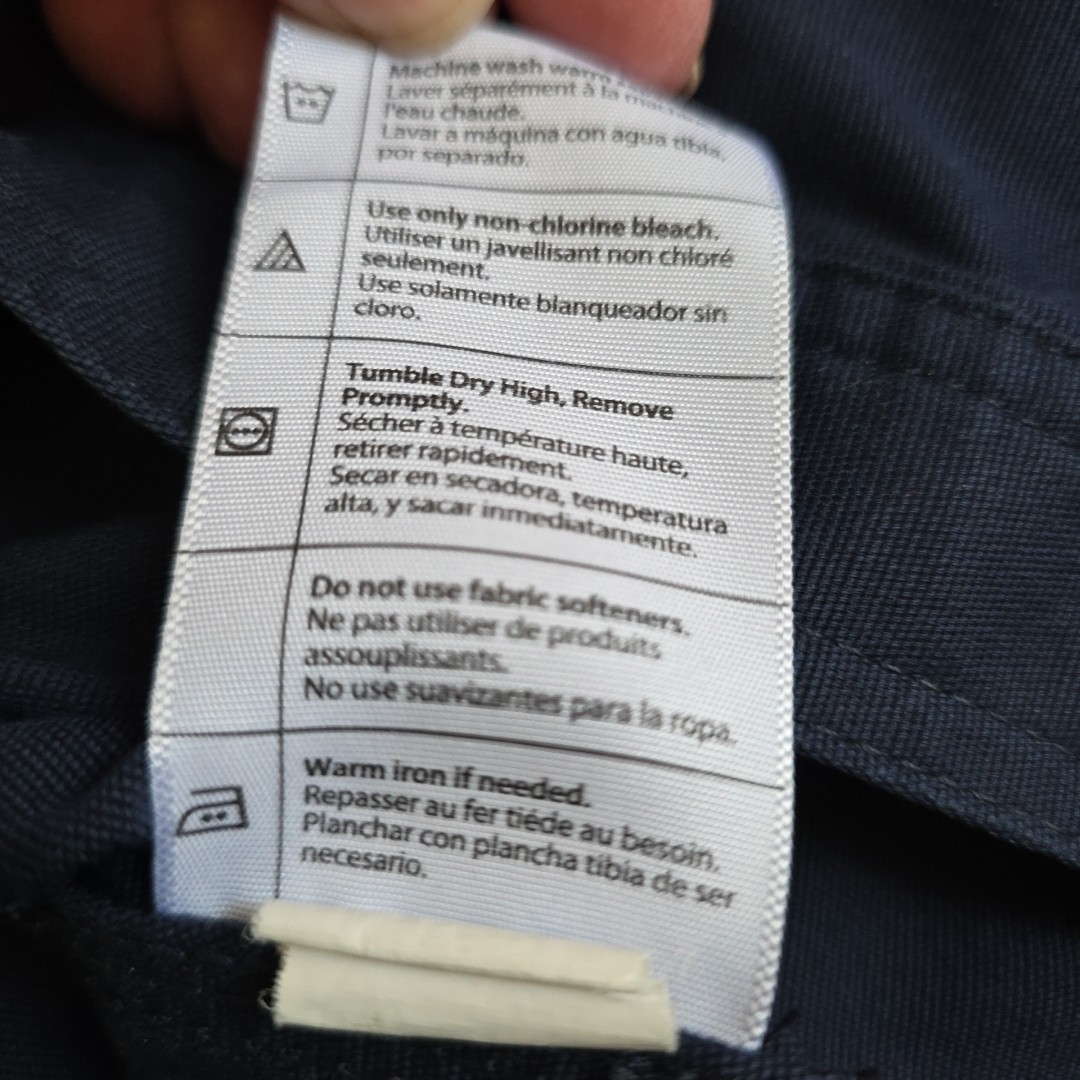 Machine wash warm
Laver séparément à la
l'eau chaude.
Lavar a máquina con agua tibia,
por separado.
Use only non-chlorine bleach.
Utiliser un javellisant non chloré
seulement.
Use solamente blanqueador sin
cloro.
Tumble Dry High, Remove
Promptly.
Sécher à température haute,
retirer rapidement.
Secar en secadora, temperatura
alta, y sacar inmediatamente.
Do not use fabric softeners.
Ne pas utiliser de produits
assouplissants.
No use suavizantes para la ropa.
Warm iron if needed.
Repasser au fer tiéde au besoin.
Planchar con plancha tibia de ser
necesario.